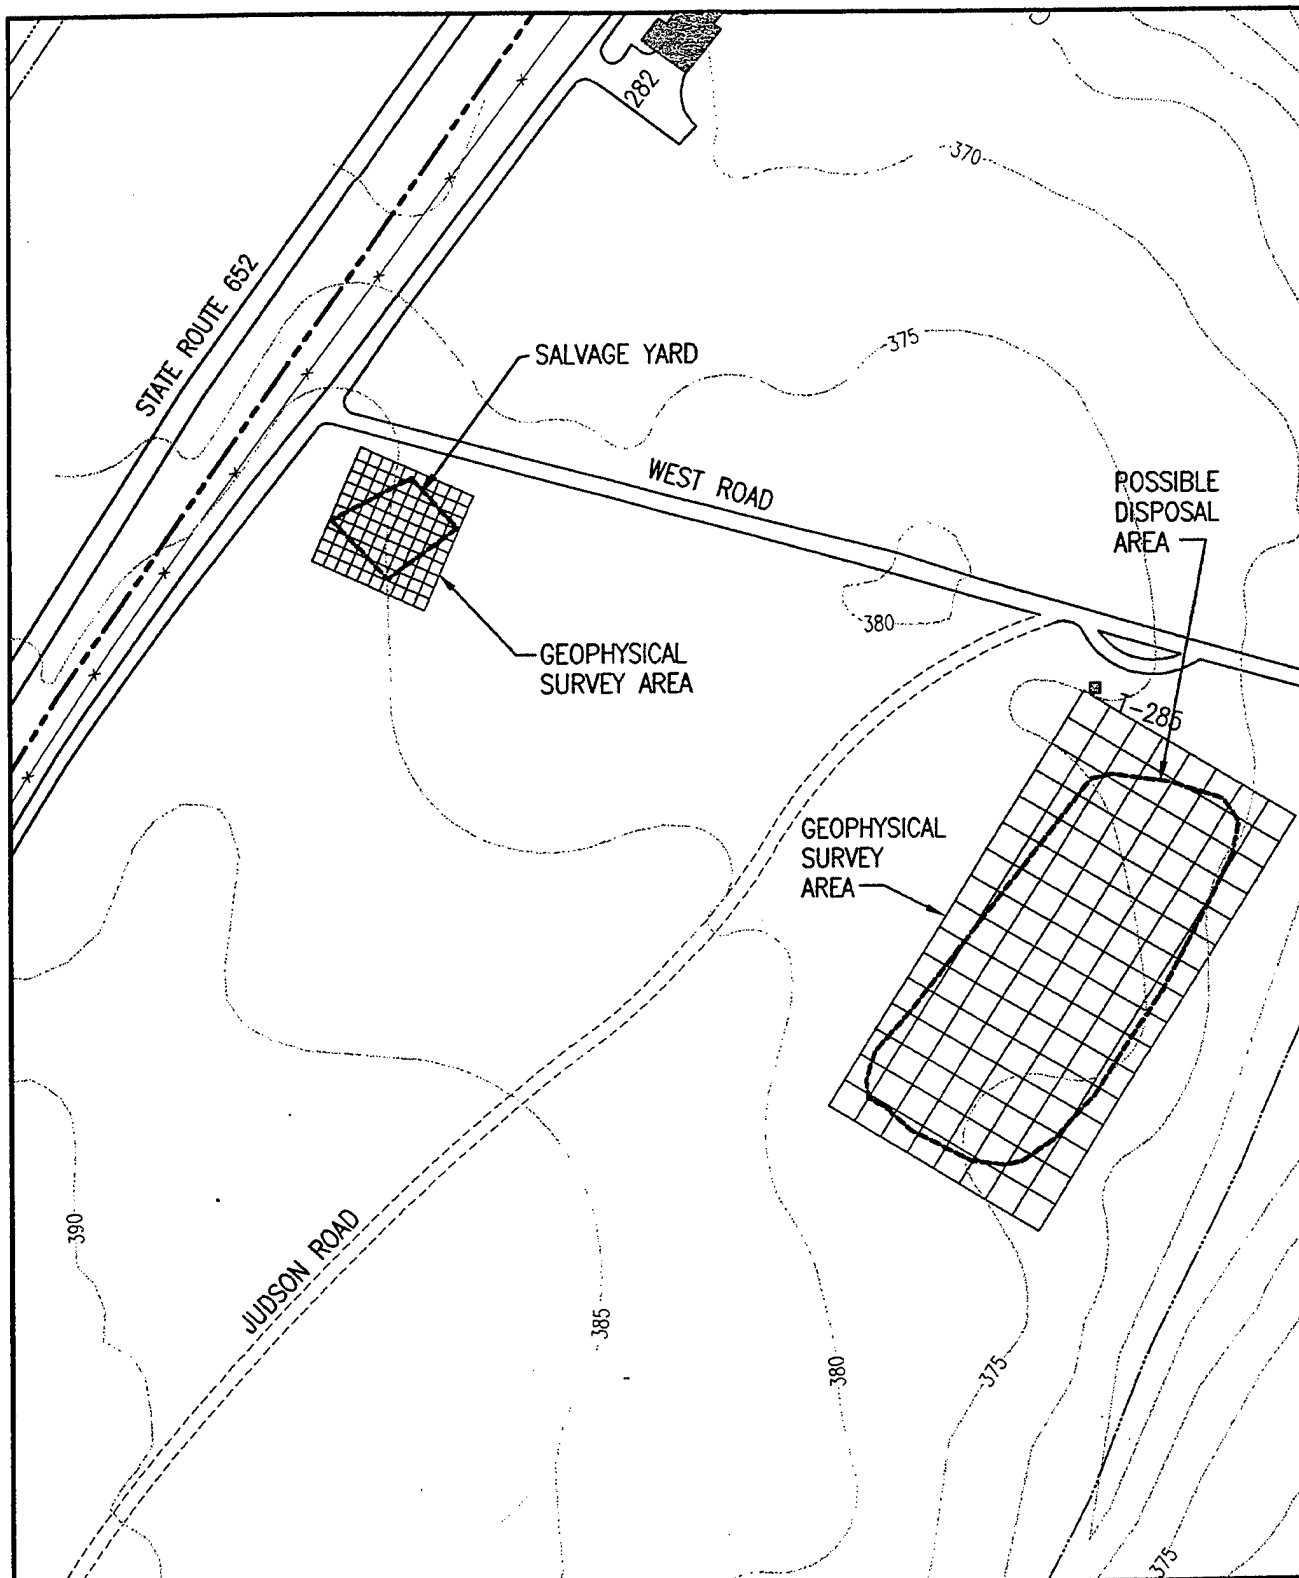 282
370
STATE ROUTE 652
375
SALVAGE YARD
WEST ROAD
POSSIBLE
DISPOSAL
AREA
380
GEOPHYSICAL
SURVEY AREA
T-285
GEOPHYSICAL
SURVEY
AREA
390
JUDSON ROAD
385
380
375
375